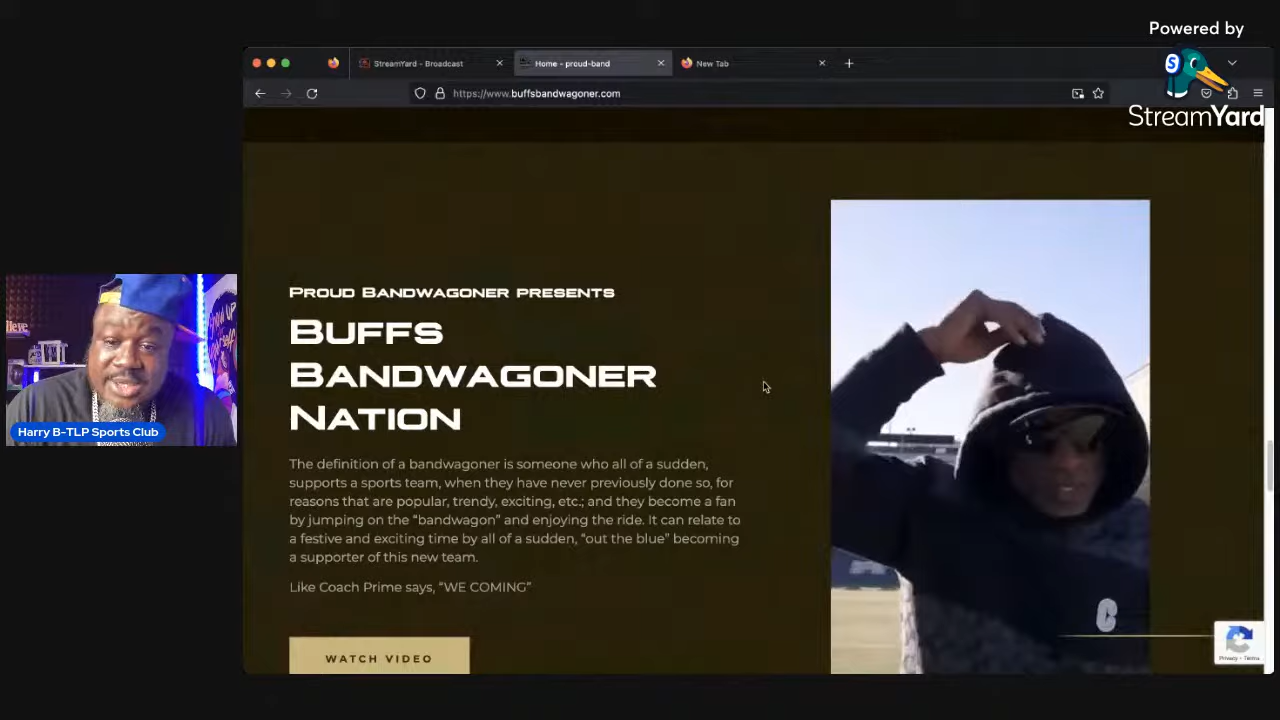 Powered by
StreamYard
StreamYard - Broadcast
Home - proud-band
New Tab
https://www.buffsbandwagoner.com
PROUD BANDWAGONER PRESENTS
BUFFS
BANDWAGONER
NATION
The definition of a bandwagoner is someone who all of a sudden,
supports a sports team, when they have never previously done so, for
reasons that are popular, trendy, exciting, etc.; and they become a fan
by jumping on the “bandwagon” and enjoying the ride. It can relate to
a festive and exciting time by all of a sudden, “out the blue” becoming
a supporter of this new team.
Like Coach Prime says, “WE COMING”
WATCH VIDEO
C
Privacy - Terms
Harry B-TLP Sports Club